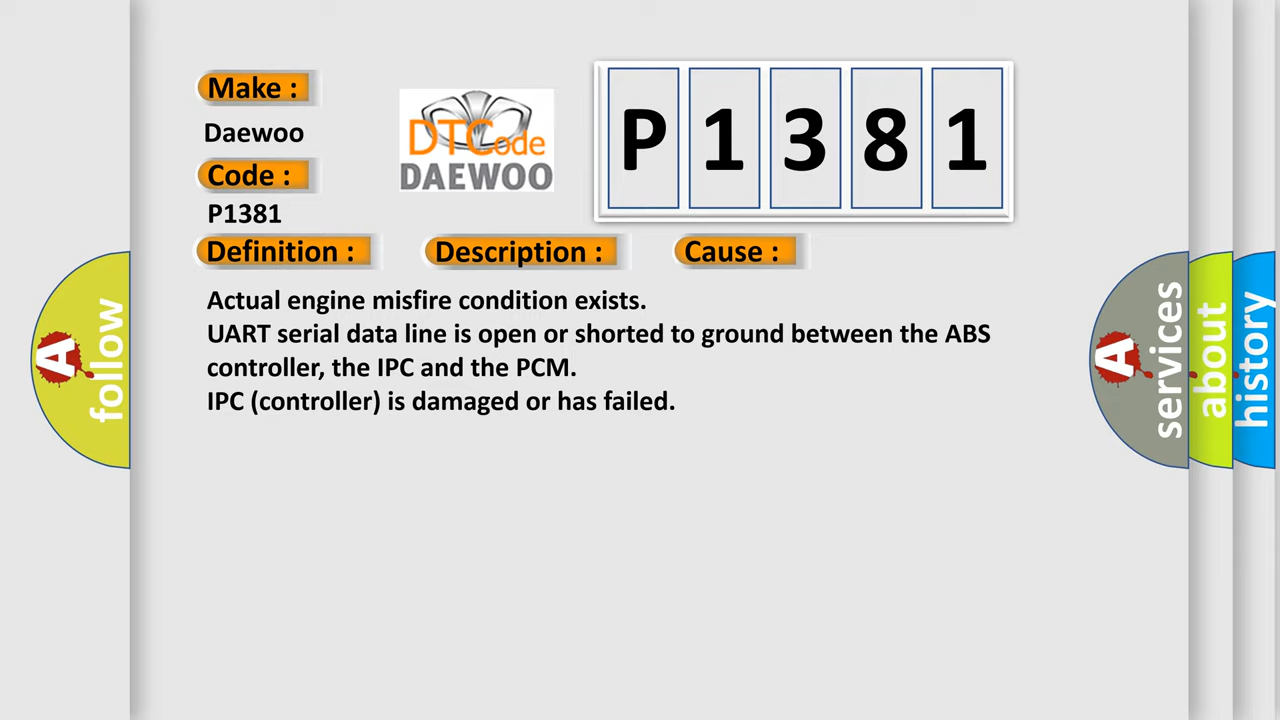 Make :
Daewoo
Code :
P1381
DTCode
DAEWOO
P 1 3 8 1
Definition :
Description :
Cause :
Actual engine misfire condition exists.
UART serial data line is open or shorted to ground between the ABS
controller, the IPC and the PCM.
IPC (controller) is damaged or has failed.
A follow
A services
about
history